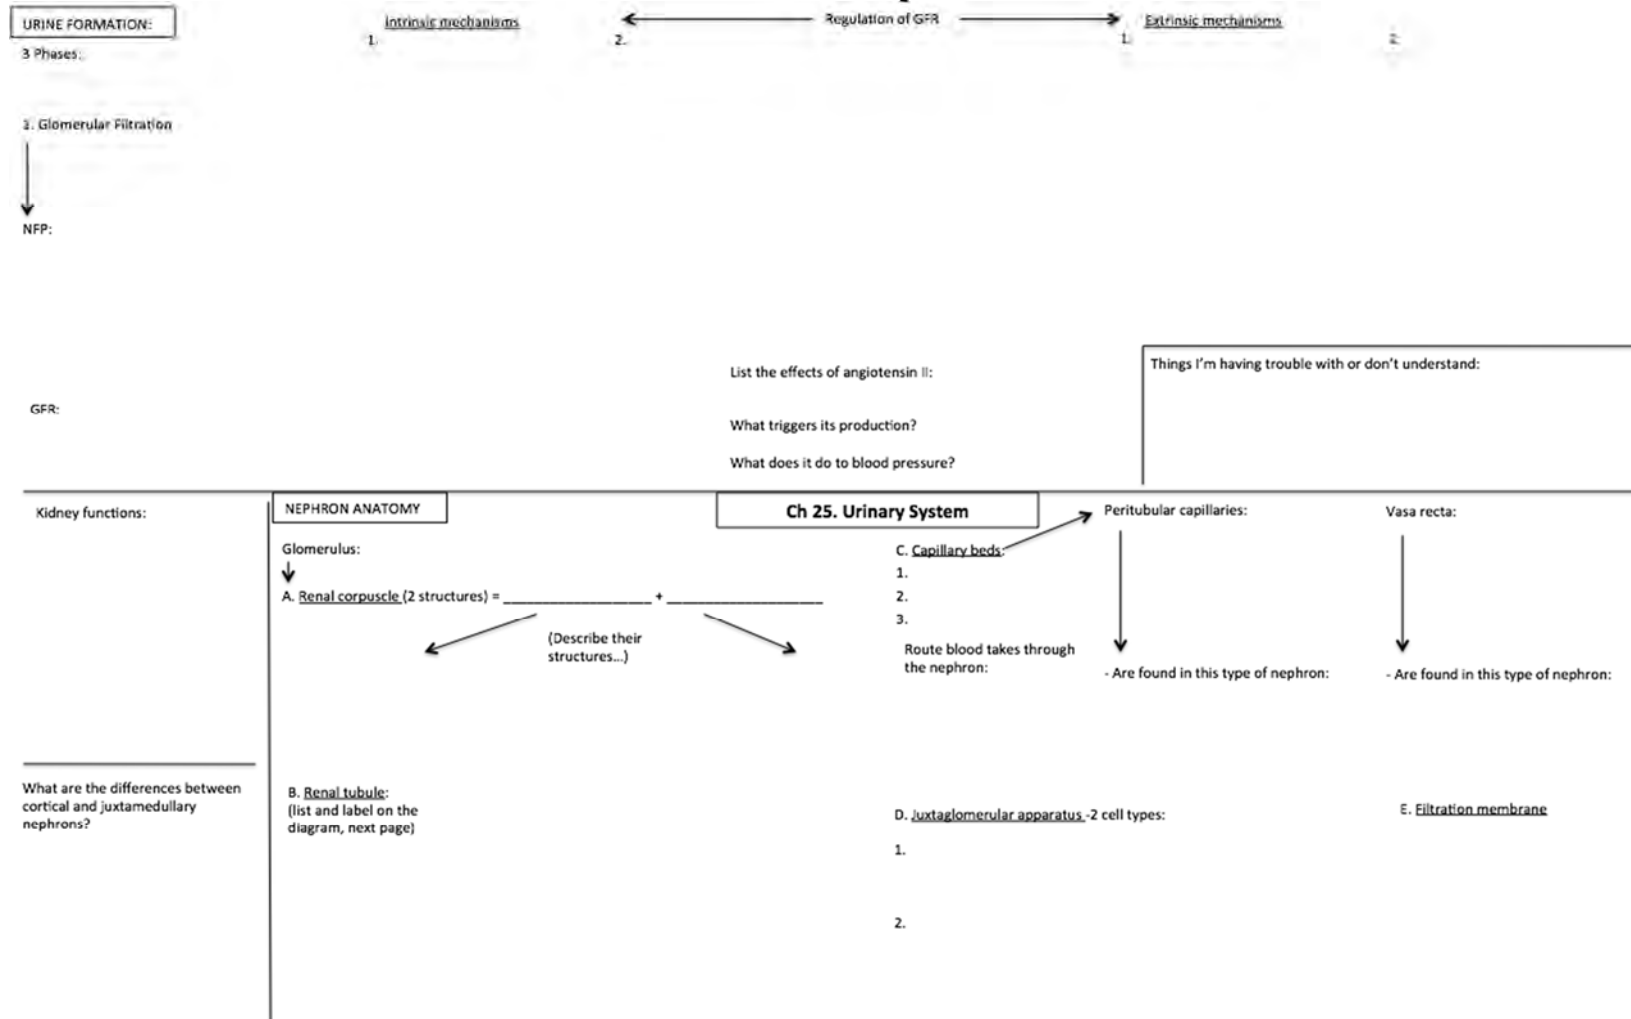 URINE FORMATION:
3 Phases:
1. Glomerular Filtration
NFP:
GFR:
Intrinsic mechanisms
1.
2.
Regulation of GFR
Extrinsic mechanisms
1.
2.
List the effects of angiotensin II:
What triggers its production?
What does it do to blood pressure?
Things I'm having trouble with or don't understand:
Kidney functions:
What are the differences between
cortical and juxtamedullary
nephrons?
NEPHRON ANATOMY
Glomerulus:
A. Renal corpuscle (2 structures) = ____________________ + _____________________
(Describe their
structures...)
B. Renal tubule:
(list and label on the
diagram, next page)
Ch 25. Urinary System
C. Capillary beds:
1.
2.
3.
Route blood takes through
the nephron:
Peritubular capillaries:
- Are found in this type of nephron:
Vasa recta:
- Are found in this type of nephron:
D. Juxtaglomerular apparatus -2 cell types:
1.
2.
E. Filtration membrane